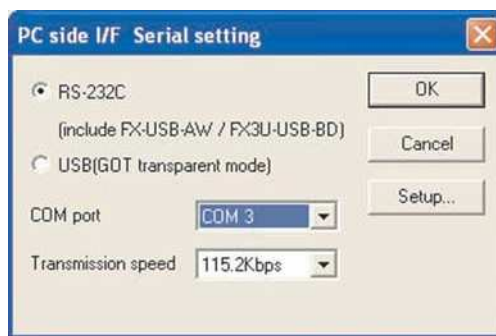 PC side I/F Serial setting
RS-232C
(include FX-USB-AW / FX3U-USB-BD)
USB(GOT transparent mode)
COM port
COM 3
Transmission speed
115.2Kbps
OK
Cancel
Setup...